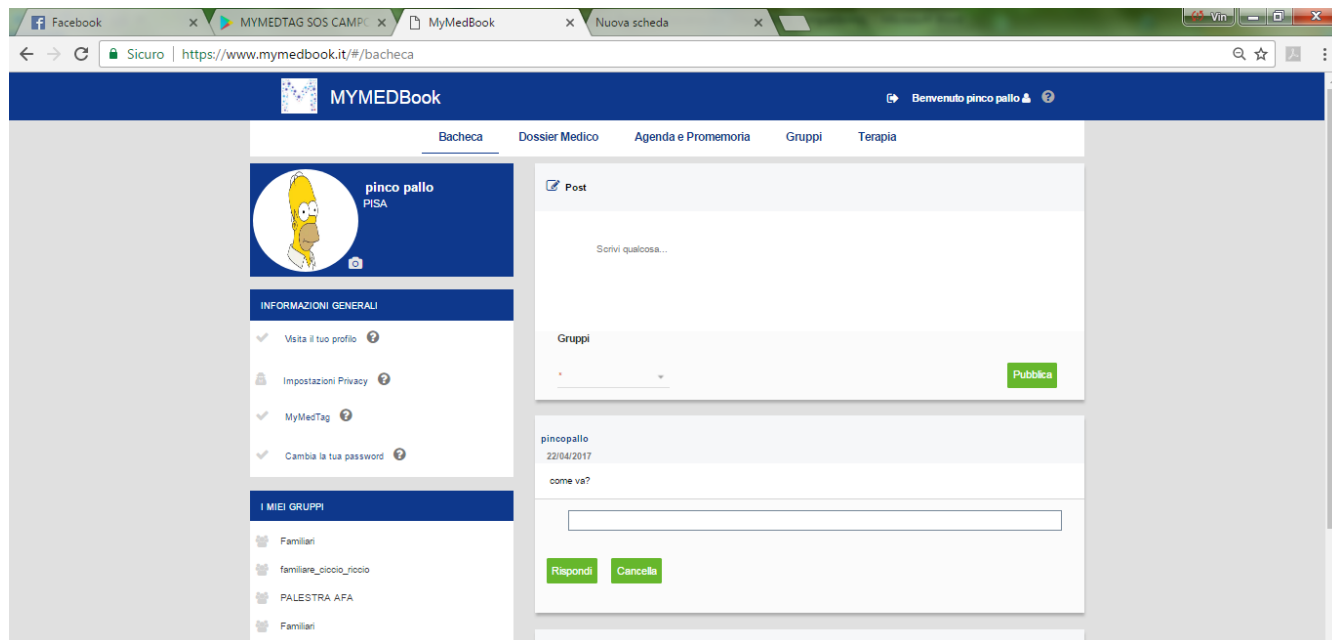 Facebook
MYMEDTAG SOS CAMPO
MyMedBook
Nuova scheda
Vin
Sicuro
https://www.mymedbook.it/#/bacheca
MYMEDBook
Benvenuto pinco pallo
Bacheca
Dossier Medico
Agenda e Promemoria
Gruppi
Terapia
pinco pallo
PISA
INFORMAZIONI GENERALI
Visita il tuo profilo
Impostazioni Privacy
MyMedTag
Cambia la tua password
I MIEI GRUPPI
Familiari
familiare_ciccio_riccio
PALESTRA AFA
Familiari
Post
Scrivi qualcosa...
Gruppi
*
Pubblica
pincopallo
22/04/2017
come va?
Rispondi
Cancella